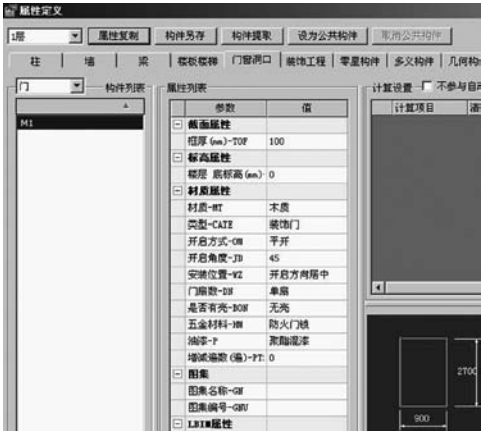 属性定义
1层 属性复制 构件另存 构件提取 设为公共构件 取消公共构件
柱 墙 梁 楼板楼梯 门窗洞口 装饰工程 零星构件 多义构件 几何构
门 构件列表 属性列表 计算设置 不参与自
M1
参数 值 计算项目
截面属性
框厚(mm)-TOF 100
标高属性
楼层 底标高(mm) 0
材质属性
材质-MT 木质
类型-CATE 装饰门
开启方式-OM 平开
开启角度-JD 45
安装位置-WZ 开启方向居中
门扇数-DN 单扇
是否有亮-BON 无亮
五金材料-HM 防火门锁
油漆-P 聚酯混漆
增减遍数(遍)-PT: 0
图集
图集名称-GN
图集编号-GNU
LBIM属性
2700
900